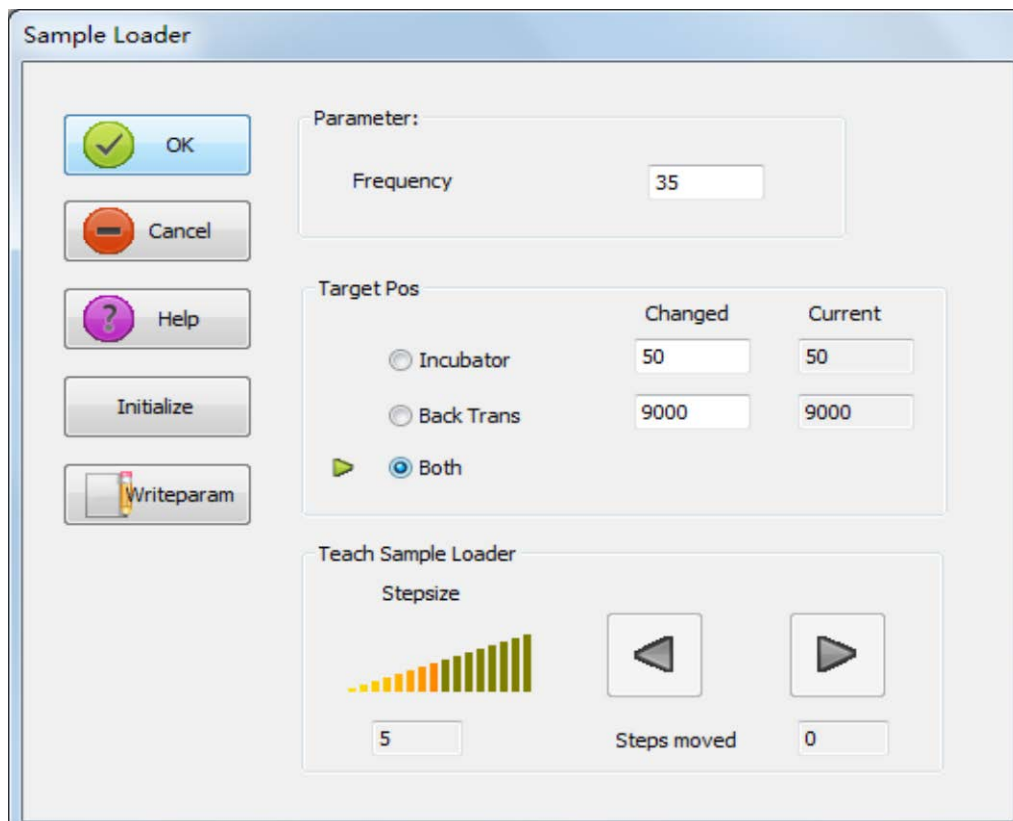 Sample Loader
OK
Cancel
Help
Initialize
Writeparam
Parameter:
Frequency 35
Target Pos
Changed Current
Incubator 50 50
Back Trans 9000 9000
Both
Teach Sample Loader
Stepsize
5 Steps moved 0